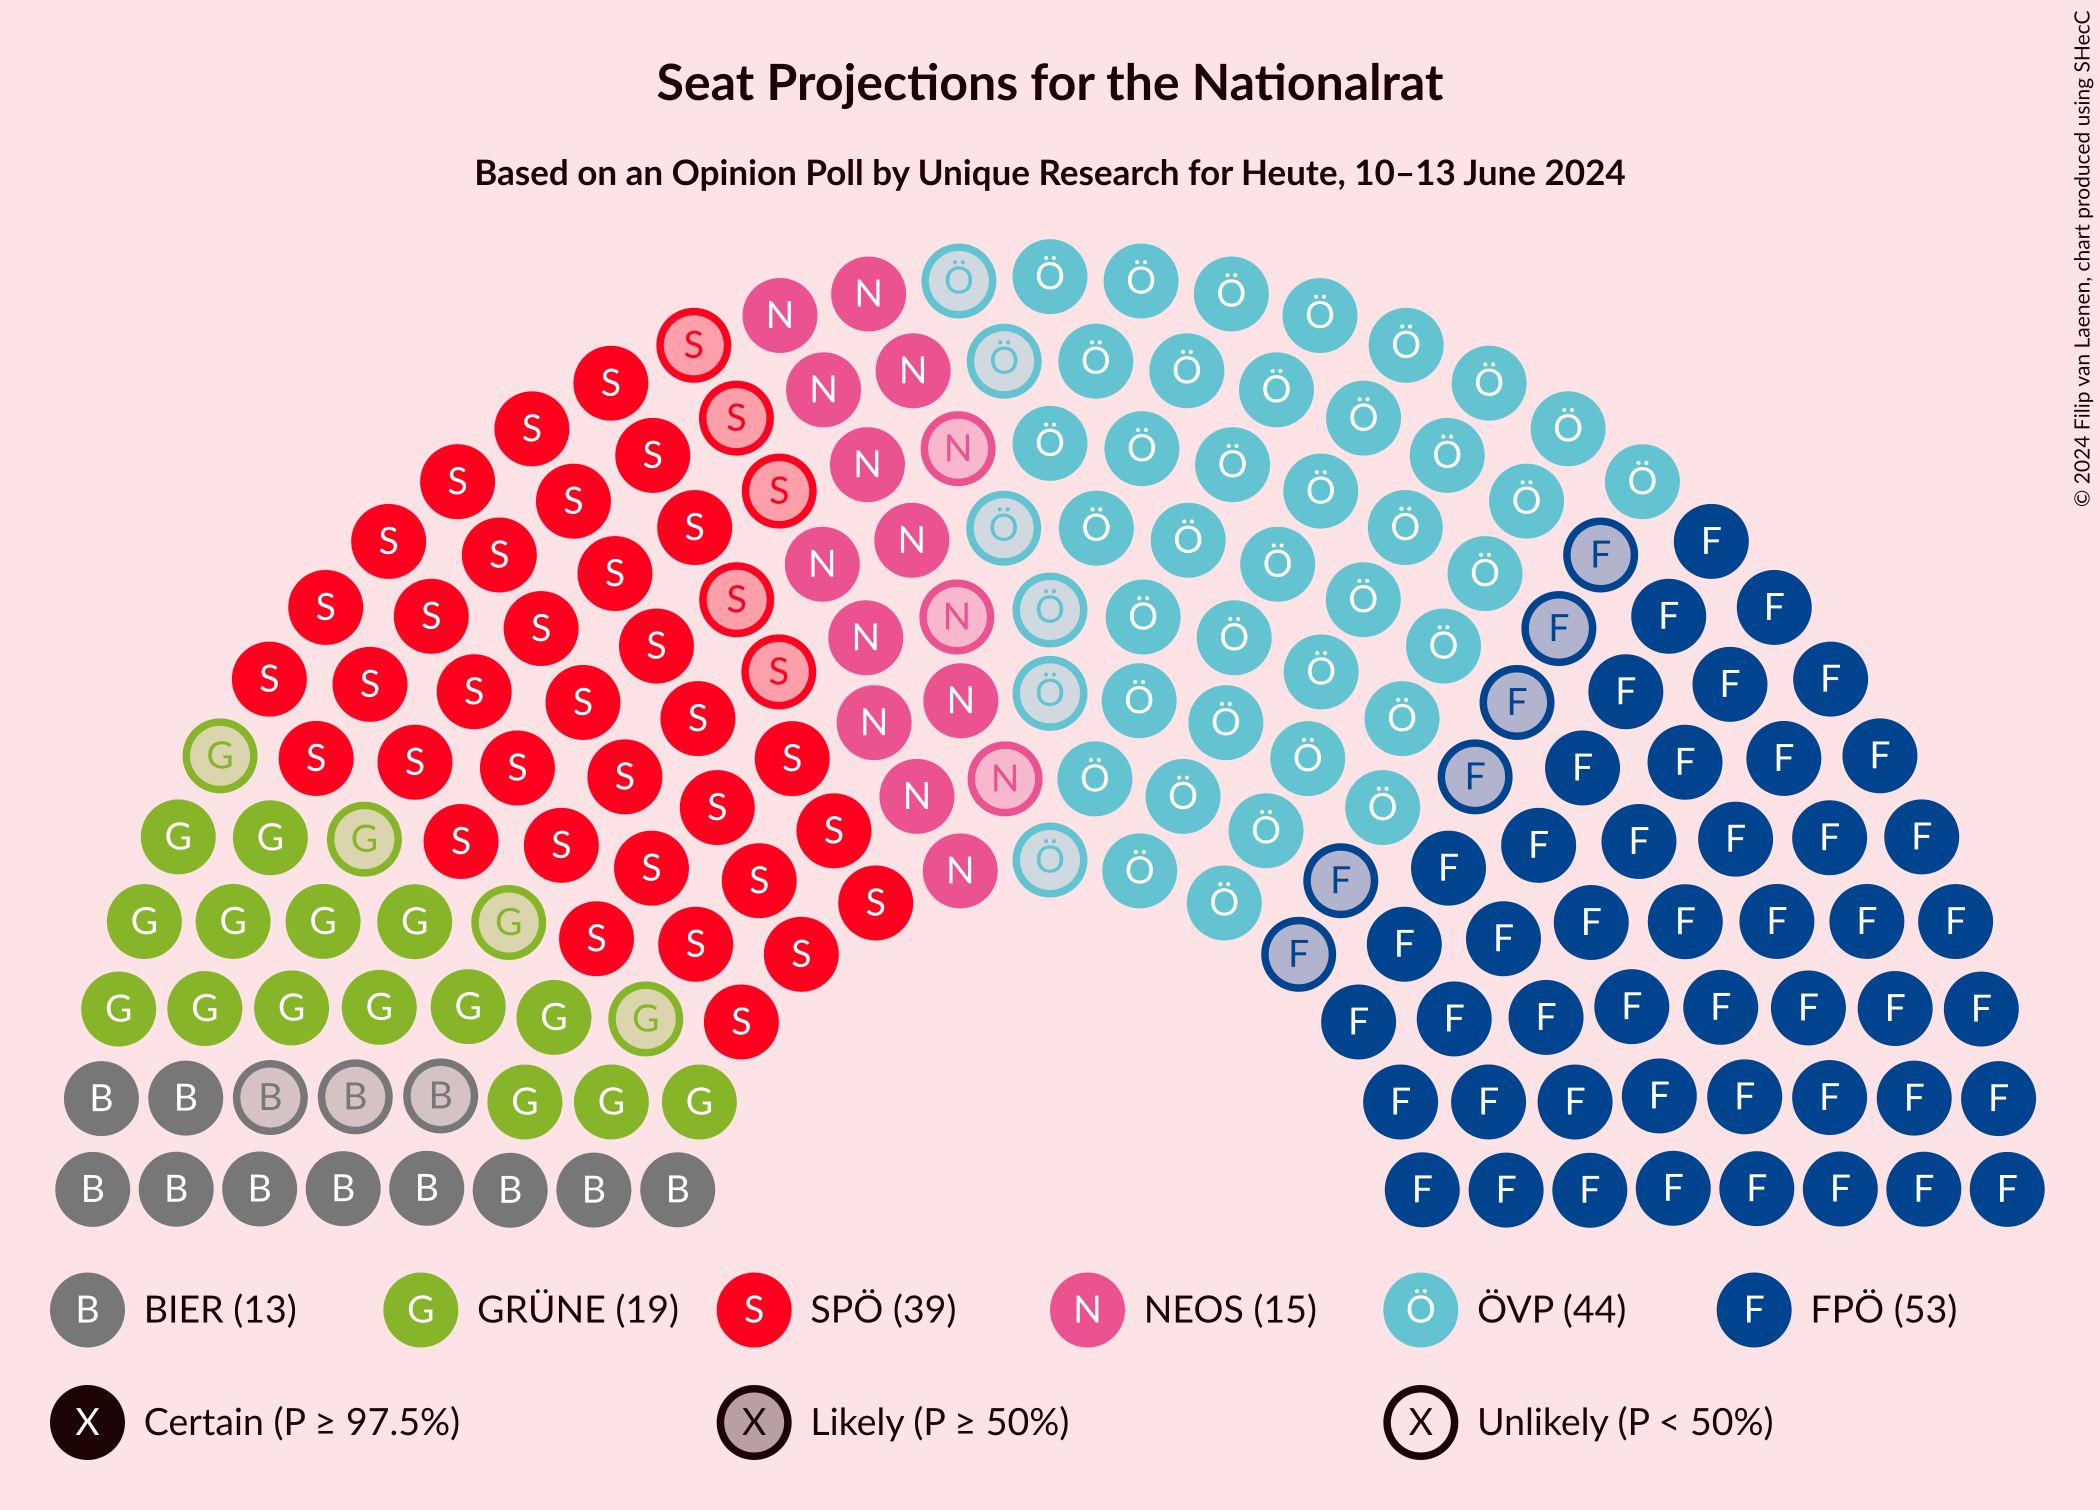 Seat Projections for the Nationalrat
Based on an Opinion Poll by Unique Research for Heute, 10–13 June 2024
© 2024 Filip van Laenen, chart produced using SHecC
Ö Ö Ö Ö Ö Ö Ö Ö Ö
N N
S S S S S S S S
G G G G
B B
F F F F F F F F F F
B BIER (13)
G GRÜNE (19)
S SPÖ (39)
N NEOS (15)
Ö ÖVP (44)
F FPÖ (53)
X Certain (P ≥ 97.5%)
X Likely (P ≥ 50%)
X Unlikely (P < 50%)